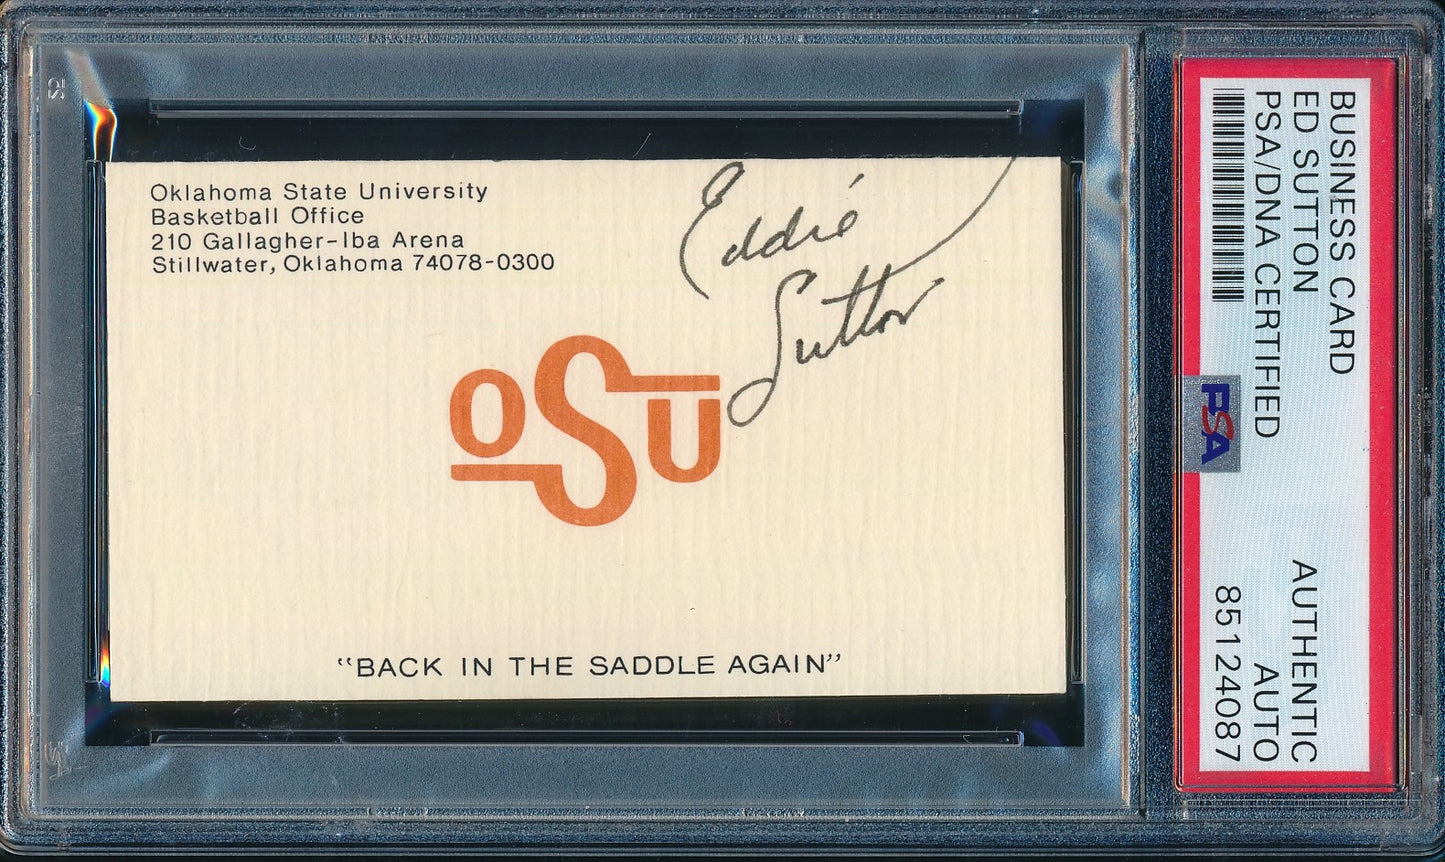 Oklahoma State University
Basketball Office
210 Gallagher-Iba Arena
Stillwater, Oklahoma 74078-0300
Eddie
Sutton
OSU
“BACK IN THE SADDLE AGAIN”
BUSINESS CARD
ED SUTTON
PSA/DNA CERTIFIED
PSA
AUTHENTIC
AUTO
85124087